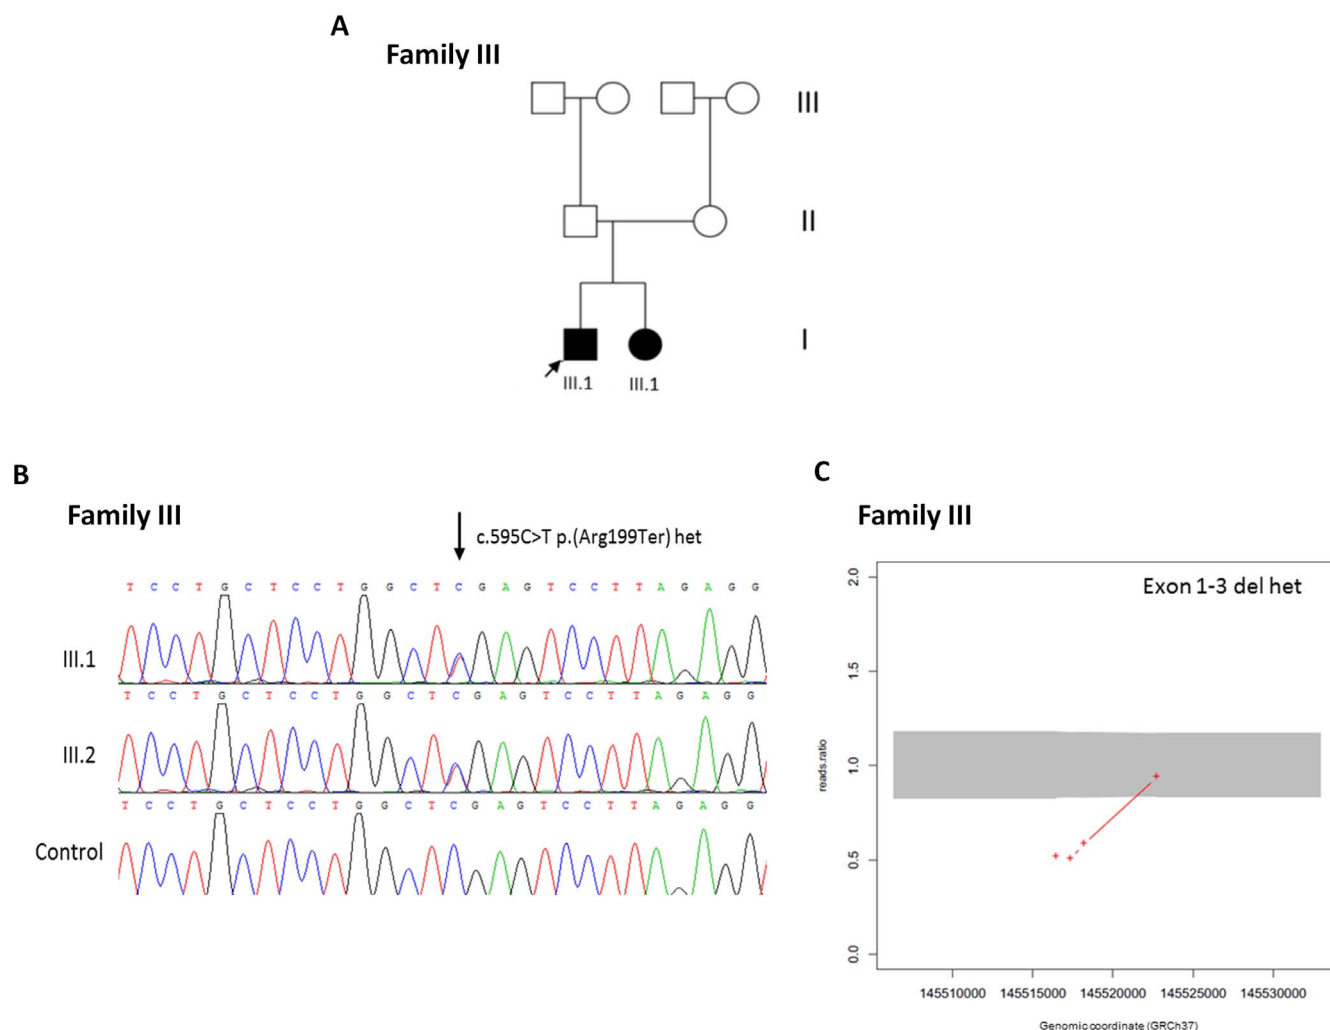 A
Family III
III
II
I
III.1 III.1
B
Family III
c.595C>T p.(Arg199Ter) het
T C C T G C T C C T G G C T C G A G T C C T T A G A G G
III.1
T C C T G C T C C T G G C T C G A G T C C T T A G A G G
III.2
T C C T G C T C C T G G C T C G A G T C C T T A G A G G
Control
C
Family III
Exon 1-3 del het
2.0
1.5
1.0
0.5
0.0
reads.ratio
145510000 145515000 145520000 145525000 145530000
Genomic coordinate (GRCh37)